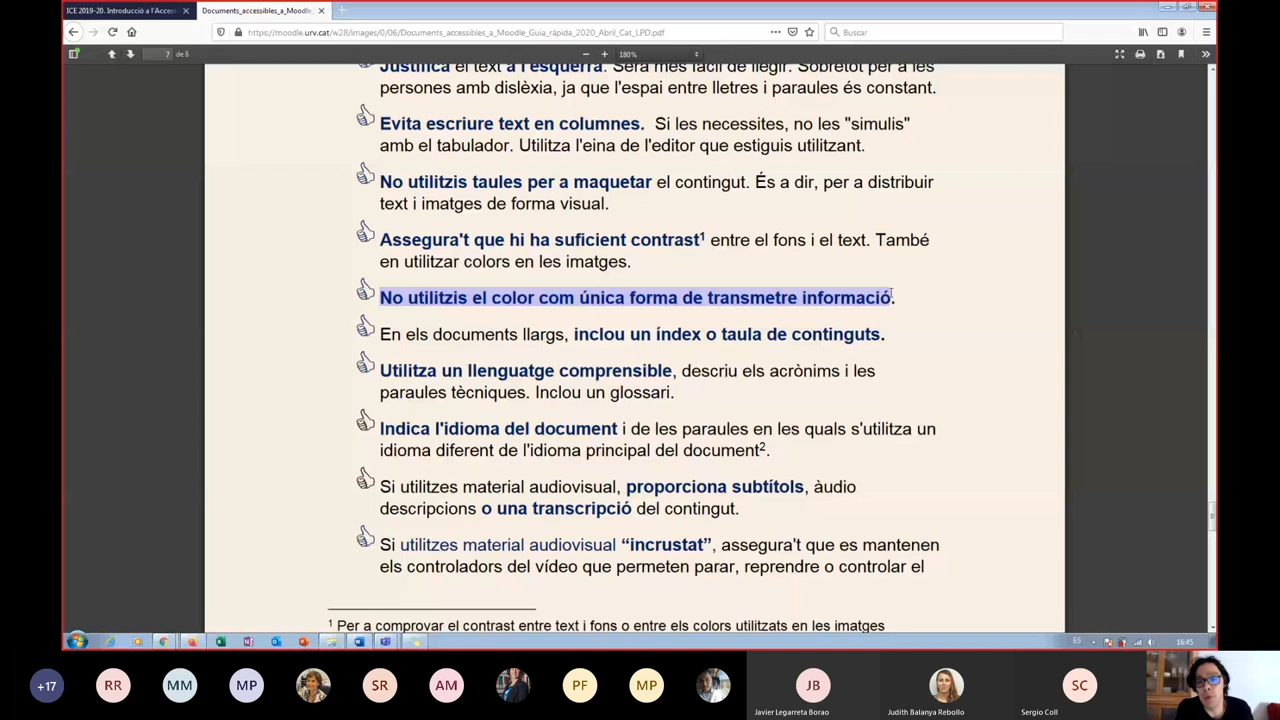 ICE 2019-20. Introducció a l'Acces
Documents_accessibles_a_Moodle_
https://moodle.urv.cat/w28/images/0/06/Documents_accessibles_a_Moodle_Guia_ràpida_2020_Abril_Cat_LPD.pdf
Buscar
7 de 8
180%
Justifica el text a l'esquerra. Serà més fàcil de llegir. Sobretot per a les
persones amb dislèxia, ja que l'espai entre lletres i paraules és constant.
Evita escriure text en columnes. Si les necessites, no les "simulis"
amb el tabulador. Utilitza l'eina de l'editor que estiguis utilitzant.
No utilitzis taules per a maquetar el contingut. És a dir, per a distribuir
text i imatges de forma visual.
Assegura't que hi ha suficient contrast¹ entre el fons i el text. També
en utilitzar colors en les imatges.
No utilitzis el color com única forma de transmetre informació.
En els documents llargs, inclou un índex o taula de continguts.
Utilitza un llenguatge comprensible, descriu els acrònims i les
paraules tècniques. Inclou un glossari.
Indica l'idioma del document i de les paraules en les quals s'utilitza un
idioma diferent de l'idioma principal del document².
Si utilitzes material audiovisual, proporciona subtítols, àudio
descripcions o una transcripció del contingut.
Si utilitzes material audiovisual “incrustat”, assegura't que es mantenen
els controladors del vídeo que permeten parar, reprendre o controlar el
¹ Per a comprovar el contrast entre text i fons o entre els colors utilitzats en les imatges
ES
16:45
+17
RR
MM
MP
SR
AM
PF
MP
JB
SC
Javier Legarreta Borao
Judith Balanya Rebollo
Sergio Coll